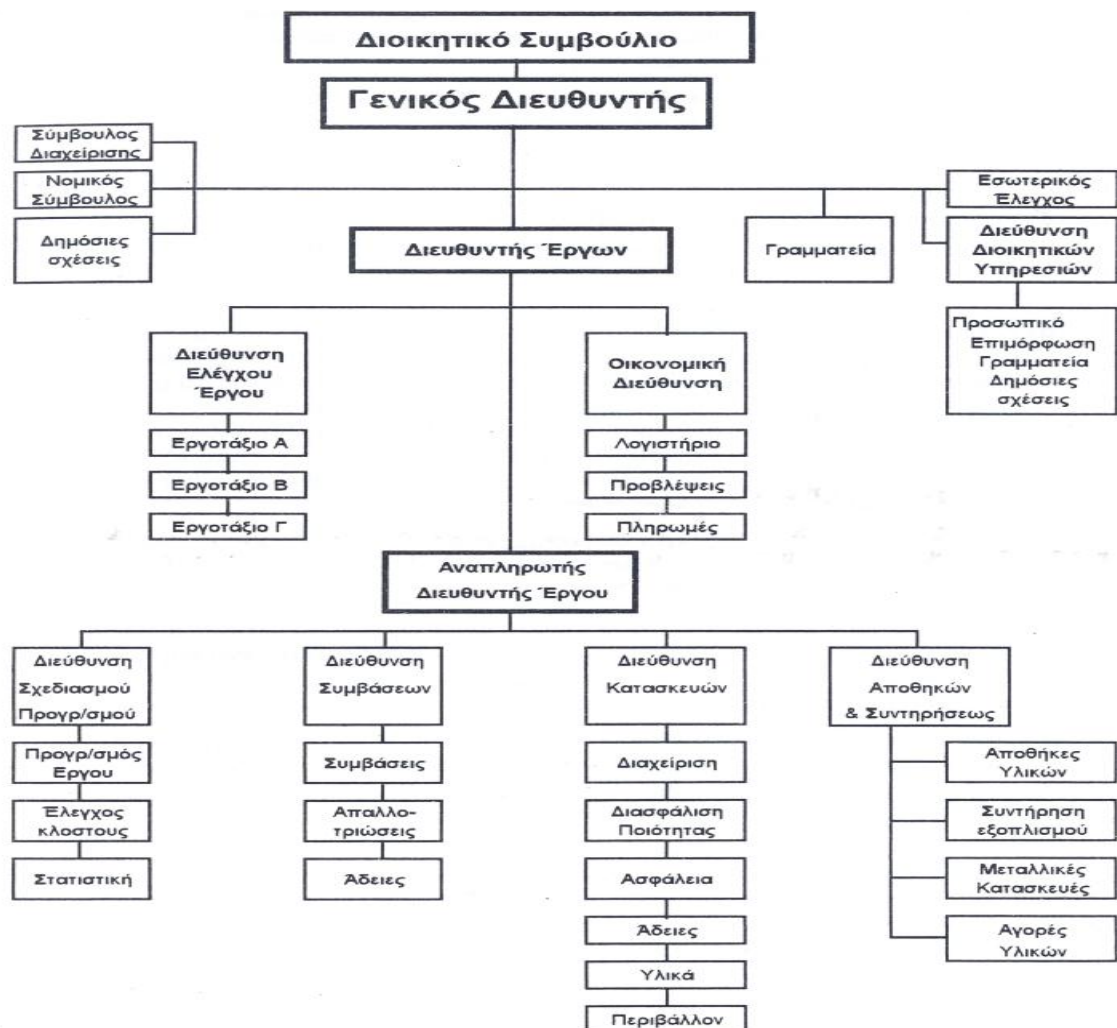 Διοικητικό Συμβούλιο
Γενικός Διευθυντής
Σύμβουλος
Διαχείρισης
Νομικός
Σύμβουλος
Δημόσιες
σχέσεις
Διευθυντής Έργων
Γραμματεία
Εσωτερικός
Έλεγχος
Διεύθυνση
Διοικητικών
Υπηρεσιών
Προσωπικό
Επιμόρφωση
Γραμματεία
Δημόσιες
σχέσεις
Διεύθυνση
Ελέγχου
Έργου
Εργοτάξιο Α
Εργοτάξιο Β
Εργοτάξιο Γ
Οικονομική
Διεύθυνση
Λογιστήριο
Προβλέψεις
Πληρωμές
Αναπληρωτής
Διευθυντής Έργου
Διεύθυνση
Σχεδιασμού
Προγρ/σμού
Προγρ/σμός
Εργου
Έλεγχος
κλοστους
Στατιστική
Διεύθυνση
Συμβάσεων
Συμβάσεις
Απαλλο-
τριώσεις
Άδειες
Διεύθυνση
Κατασκευών
Διαχείριση
Διασφάλιση
Ποιότητας
Ασφάλεια
Άδειες
Υλικά
Περιβάλλον
Διεύθυνση
Αποθηκών
& Συντηρήσεως
Αποθήκες
Υλικών
Συντήρηση
εξοπλισμού
Μεταλλικές
Κατασκευές
Αγορές
Υλικών